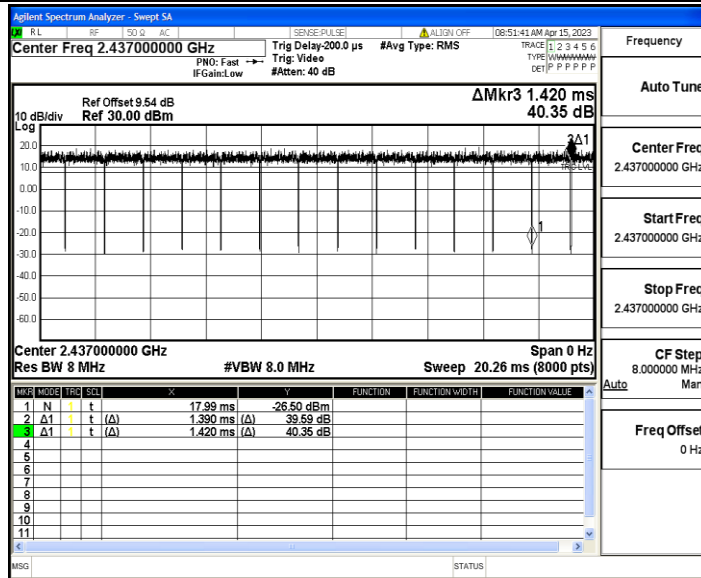 Agilent Spectrum Analyzer - Swept SA
RL RF 50 Ω AC SENSE:PULSE ALIGN OFF 08:51:41 AM Apr 15, 2023
Center Freq 2.437000000 GHz
PNO: Fast
IFGain:Low
Trig Delay-200.0 µs
Trig: Video
#Atten: 40 dB
#Avg Type: RMS
TRACE 1 2 3 4 5 6
TYPE WWWWWW
DET P P P P P P
Ref Offset 9.54 dB
10 dB/div Ref 30.00 dBm
Log
ΔMkr3 1.420 ms
40.35 dB
20.0
10.0
0.00
-10.0
-20.0
-30.0
-40.0
-50.0
-60.0
3Δ1
TRIG LVL
1
Center 2.437000000 GHz Span 0 Hz
Res BW 8 MHz #VBW 8.0 MHz Sweep 20.26 ms (8000 pts)
MKR MODE TRC SCL X Y FUNCTION FUNCTION WIDTH FUNCTION VALUE
1 N 1 t 17.99 ms -26.50 dBm
2 Δ1 1 t (Δ) 1.390 ms (Δ) 39.59 dB
3 Δ1 1 t (Δ) 1.420 ms (Δ) 40.35 dB
4
5
6
7
8
9
10
11
MSG STATUS
Frequency
Auto Tune
Center Freq
2.437000000 GHz
Start Freq
2.437000000 GHz
Stop Freq
2.437000000 GHz
CF Step
8.000000 MHz
Auto Man
Freq Offset
0 Hz